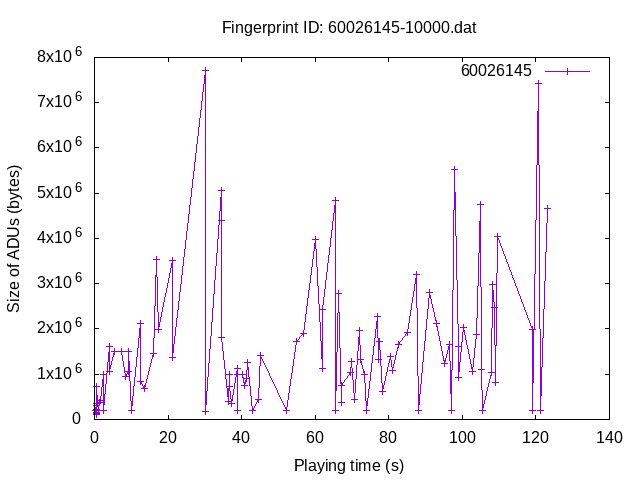 Fingerprint ID: 60026145-10000.dat
60026145
8x10^6
7x10^6
6x10^6
5x10^6
4x10^6
3x10^6
2x10^6
1x10^6
0
0 20 40 60 80 100 120 140
Size of ADUs (bytes)
Playing time (s)